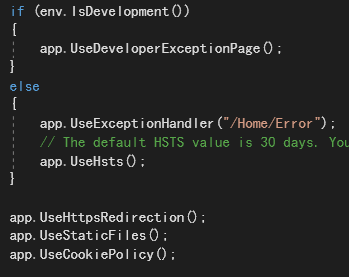 if (env.IsDevelopment())
{
    app.UseDeveloperExceptionPage();
}
else
{
    app.UseExceptionHandler("/Home/Error");
    // The default HSTS value is 30 days. You
    app.UseHsts();
}

app.UseHttpsRedirection();
app.UseStaticFiles();
app.UseCookiePolicy();